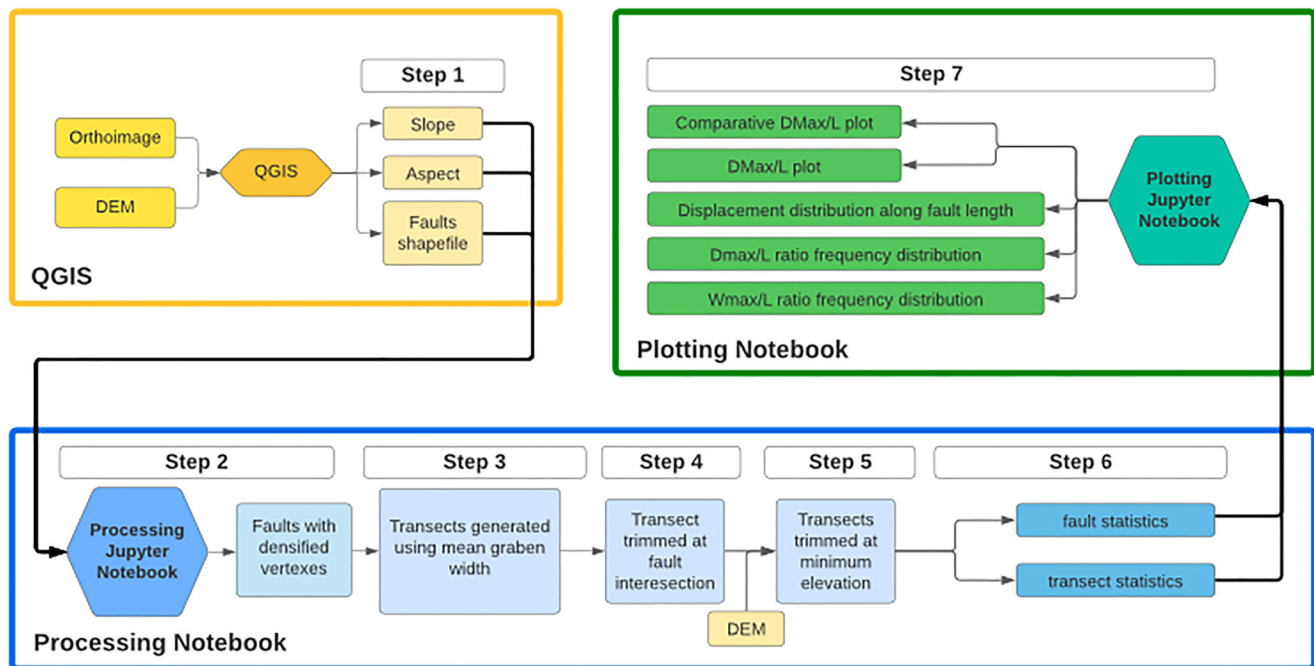 Step 1
Orthoimage
DEM
QGIS
Slope
Aspect
Faults
shapefile
QGIS
Step 7
Comparative DMax/L plot
DMax/L plot
Displacement distribution along fault length
Dmax/L ratio frequency distribution
Wmax/L ratio frequency distribution
Plotting
Jupyter
Notebook
Plotting Notebook
Step 2
Step 3
Step 4
Step 5
Step 6
Processing
Jupyter
Notebook
Faults with
densified
vertexes
Transects generated
using mean graben
width
Transect
trimmed at
fault
interesection
DEM
Transects
trimmed at
minimum
elevation
fault statistics
transect statistics
Processing Notebook